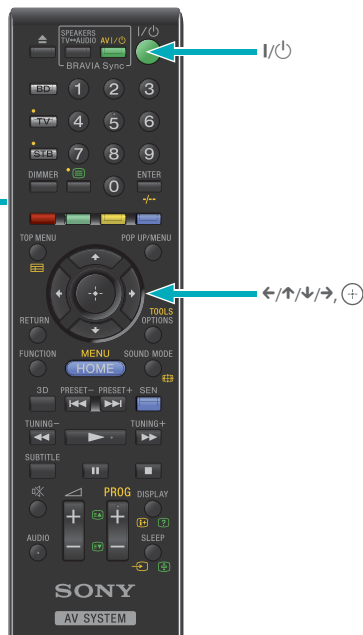 SPEAKERS
TV↔AUDIO AV I/⏻ I/⏻
BRAVIA Sync
I/⏻
BD 1 2 3
TV 4 5 6
STB 7 8 9
DIMMER 0 ENTER
-/--
TOP MENU POP UP/MENU
←/↑/↓/→, ⊕
RETURN TOOLS
OPTIONS
FUNCTION MENU SOUND MODE
HOME
3D PRESET– PRESET+ SEN
TUNING– TUNING+
SUBTITLE
PROG DISPLAY
+ + ?
AUDIO SLEEP
– –
SONY
AV SYSTEM